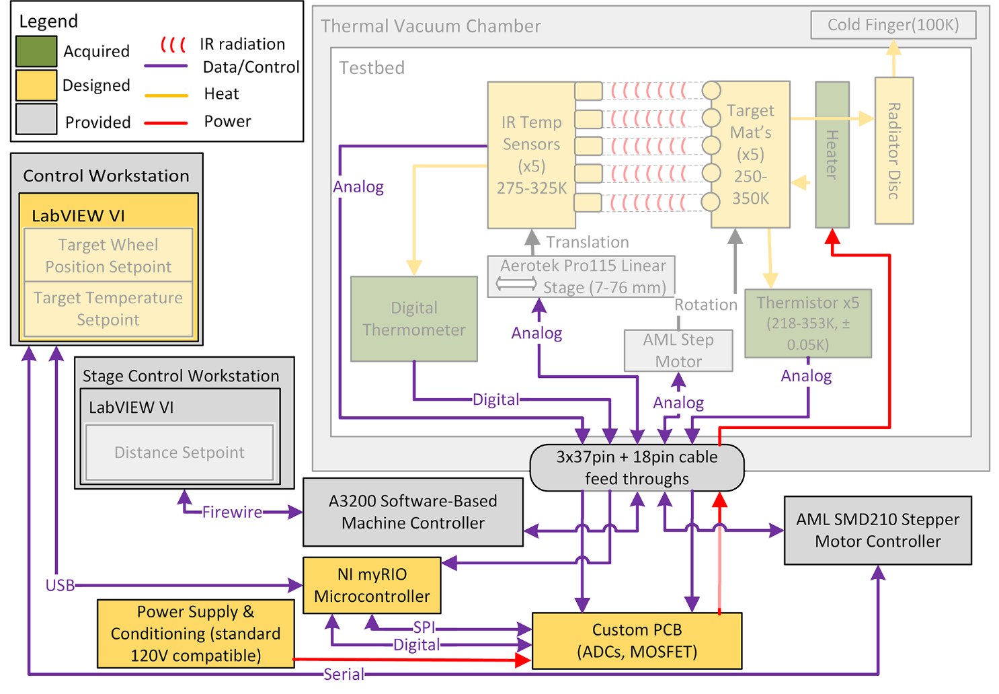 Legend
Acquired
Designed
Provided
IR radiation
Data/Control
Heat
Power
Thermal Vacuum Chamber
Cold Finger(100K)
Testbed
IR Temp
Sensors
(x5)
275-325K
Target
Mat's
(x5)
250-
350K
Heater
Radiator Disc
Analog
Translation
Aerotek Pro115 Linear
Stage (7-76 mm)
Rotation
Digital
Thermometer
Analog
AML Step
Motor
Thermistor x5
(218-353K, ±
0.05K)
Analog
Digital
Analog
Control Workstation
LabVIEW VI
Target Wheel
Position Setpoint
Target Temperature
Setpoint
Stage Control Workstation
LabVIEW VI
Distance Setpoint
3x37pin + 18pin cable
feed throughs
Firewire
A3200 Software-Based
Machine Controller
AML SMD210 Stepper
Motor Controller
USB
NI myRIO
Microcontroller
Power Supply &
Conditioning (standard
120V compatible)
SPI
Digital
Custom PCB
(ADCs, MOSFET)
Serial